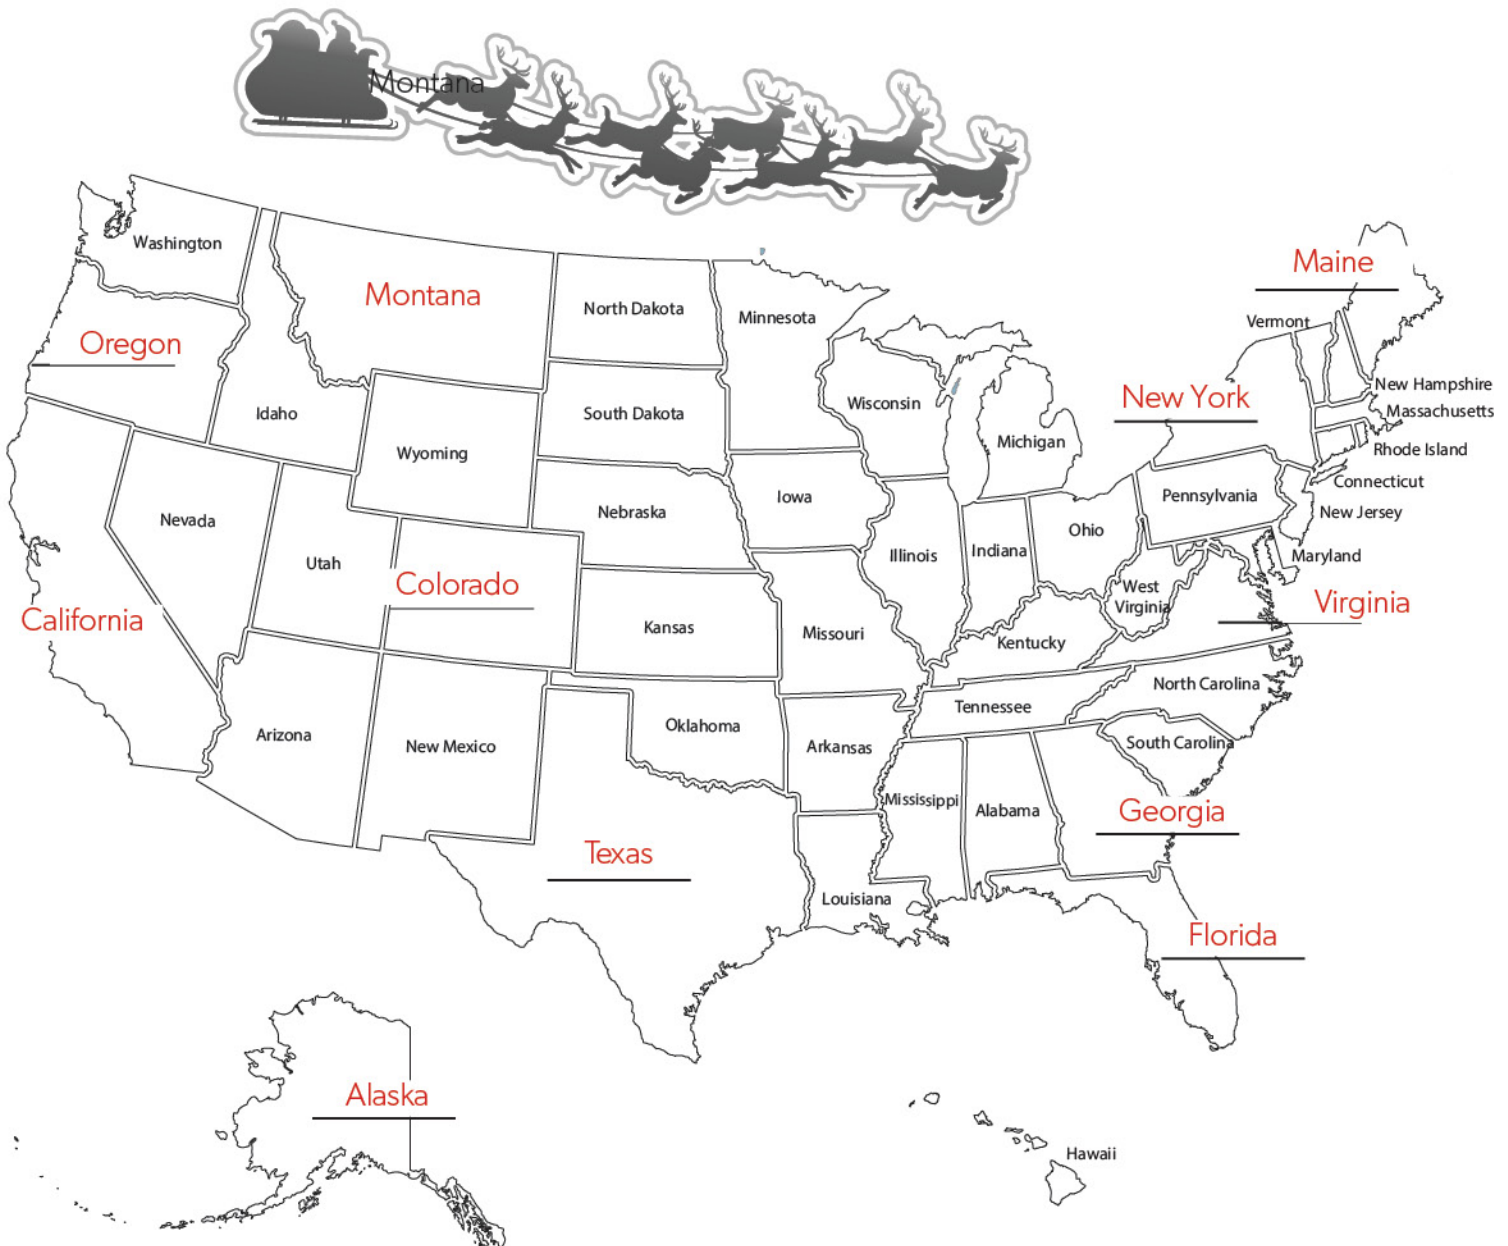 Montana
Washington
Montana
Maine
North Dakota
Minnesota
Vermont
Oregon
New Hampshire
New York
Massachusetts
Idaho
South Dakota
Wisconsin
Michigan
Rhode Island
Wyoming
Connecticut
Iowa
Pennsylvania
New Jersey
Nebraska
Nevada
Ohio
Illinois
Indiana
Maryland
Utah
Colorado
West
Virginia
Virginia
California
Kansas
Missouri
Kentucky
North Carolina
Tennessee
Arizona
New Mexico
Oklahoma
Arkansas
South Carolina
Mississippi
Alabama
Georgia
Texas
Louisiana
Florida
Alaska
Hawaii